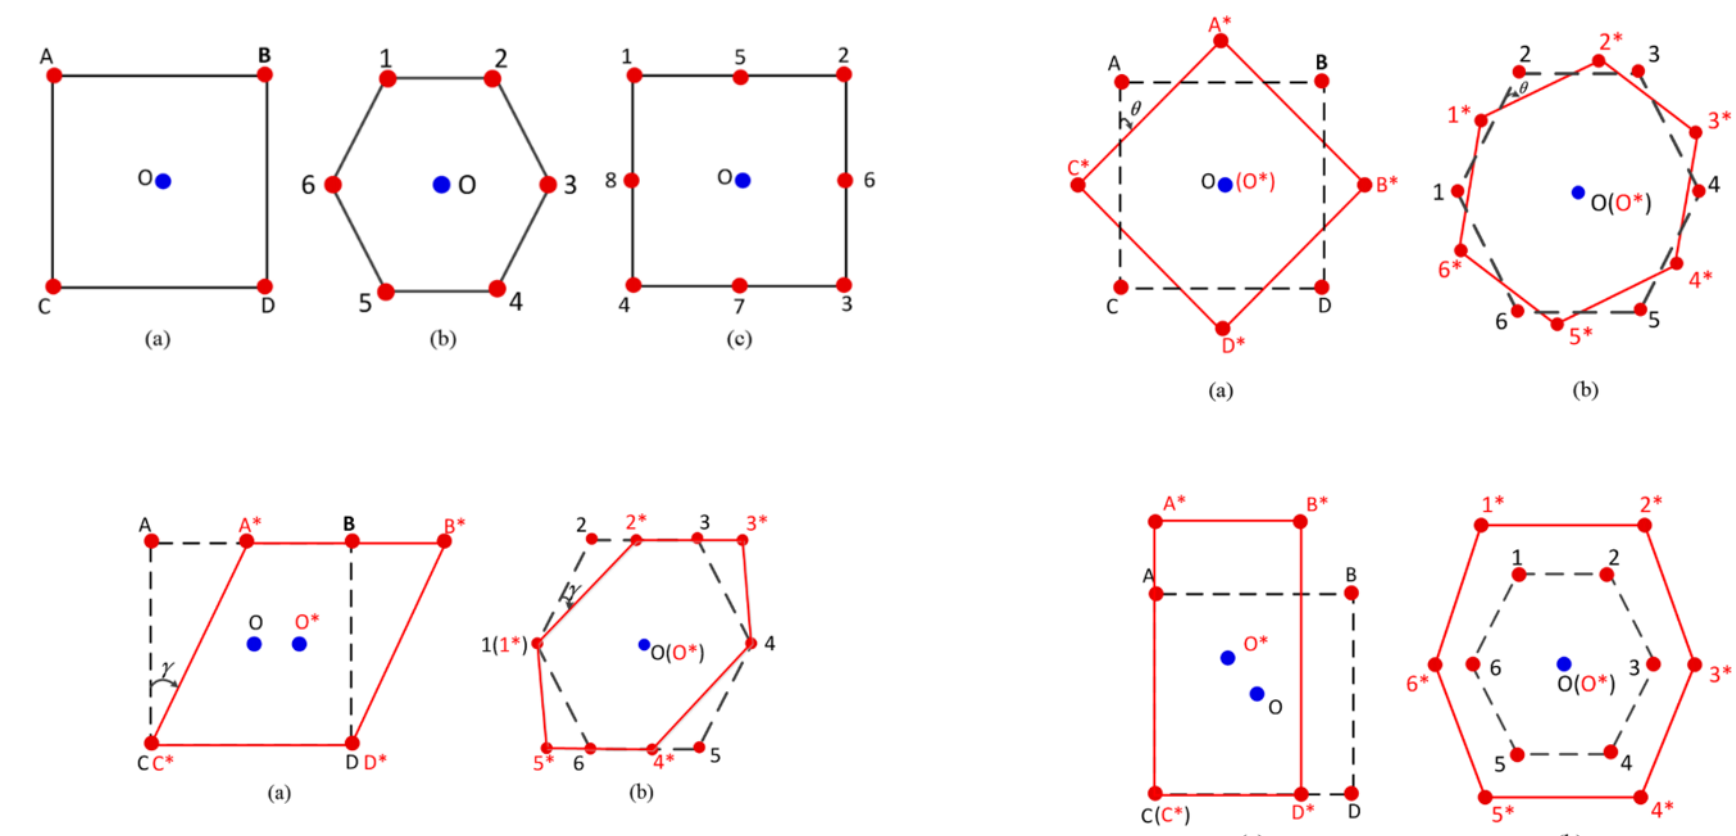 A B 1 2 1 5 2
O 6 O 3 8 O 6
C D 5 4 4 7 3
(a) (b) (c)
A*
A B
θ
C* O (O*) B*
C D
D*
(a)
2 2* 3
θ
1* 3*
1 O(O*) 4
6* 4*
6 5* 5
(b)
A A* B B*
O O*
γ
C C* D D*
(a)
2 2* 3 3*
γ
1(1*) O(O*) 4
5* 6 4* 5
(b)
A* B*
A B
O*
O
C(C*) D* D
1* 2*
1 2
6* 6 O(O*) 3 3*
5 4
5* 4*